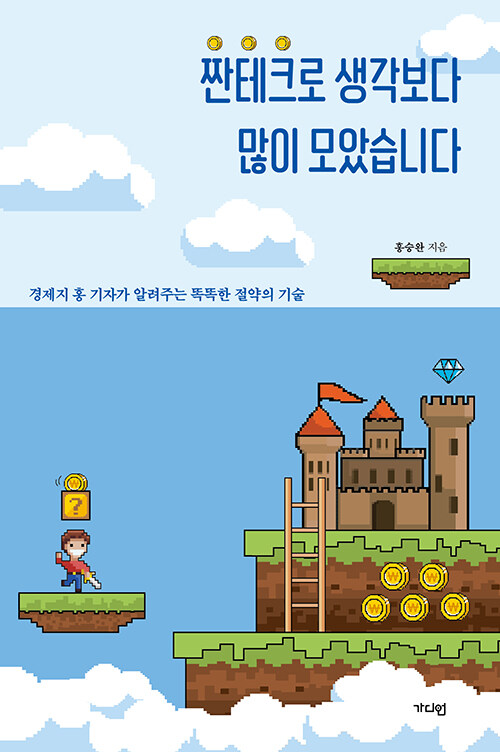 짠테크로 생각보다
많이 모았습니다
홍승완 지음
경제지 홍 기자가 알려주는 똑똑한 절약의 기술
?
가디언